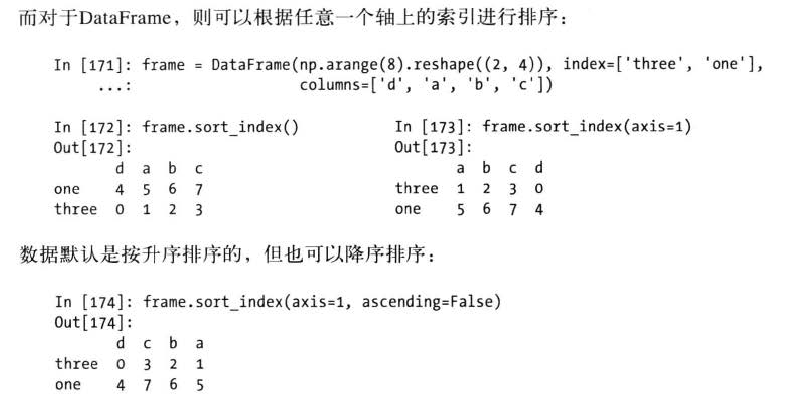 而对于DataFrame，则可以根据任意一个轴上的索引进行排序：
In [171]: frame = DataFrame(np.arange(8).reshape((2, 4)), index=['three', 'one'],
...: columns=['d', 'a', 'b', 'c'])
In [172]: frame.sort_index()
Out[172]:
d a b c
one 4 5 6 7
three 0 1 2 3
In [173]: frame.sort_index(axis=1)
Out[173]:
a b c d
three 1 2 3 0
one 5 6 7 4
数据默认是按升序排序的，但也可以降序排序：
In [174]: frame.sort_index(axis=1, ascending=False)
Out[174]:
d c b a
three 0 3 2 1
one 4 7 6 5